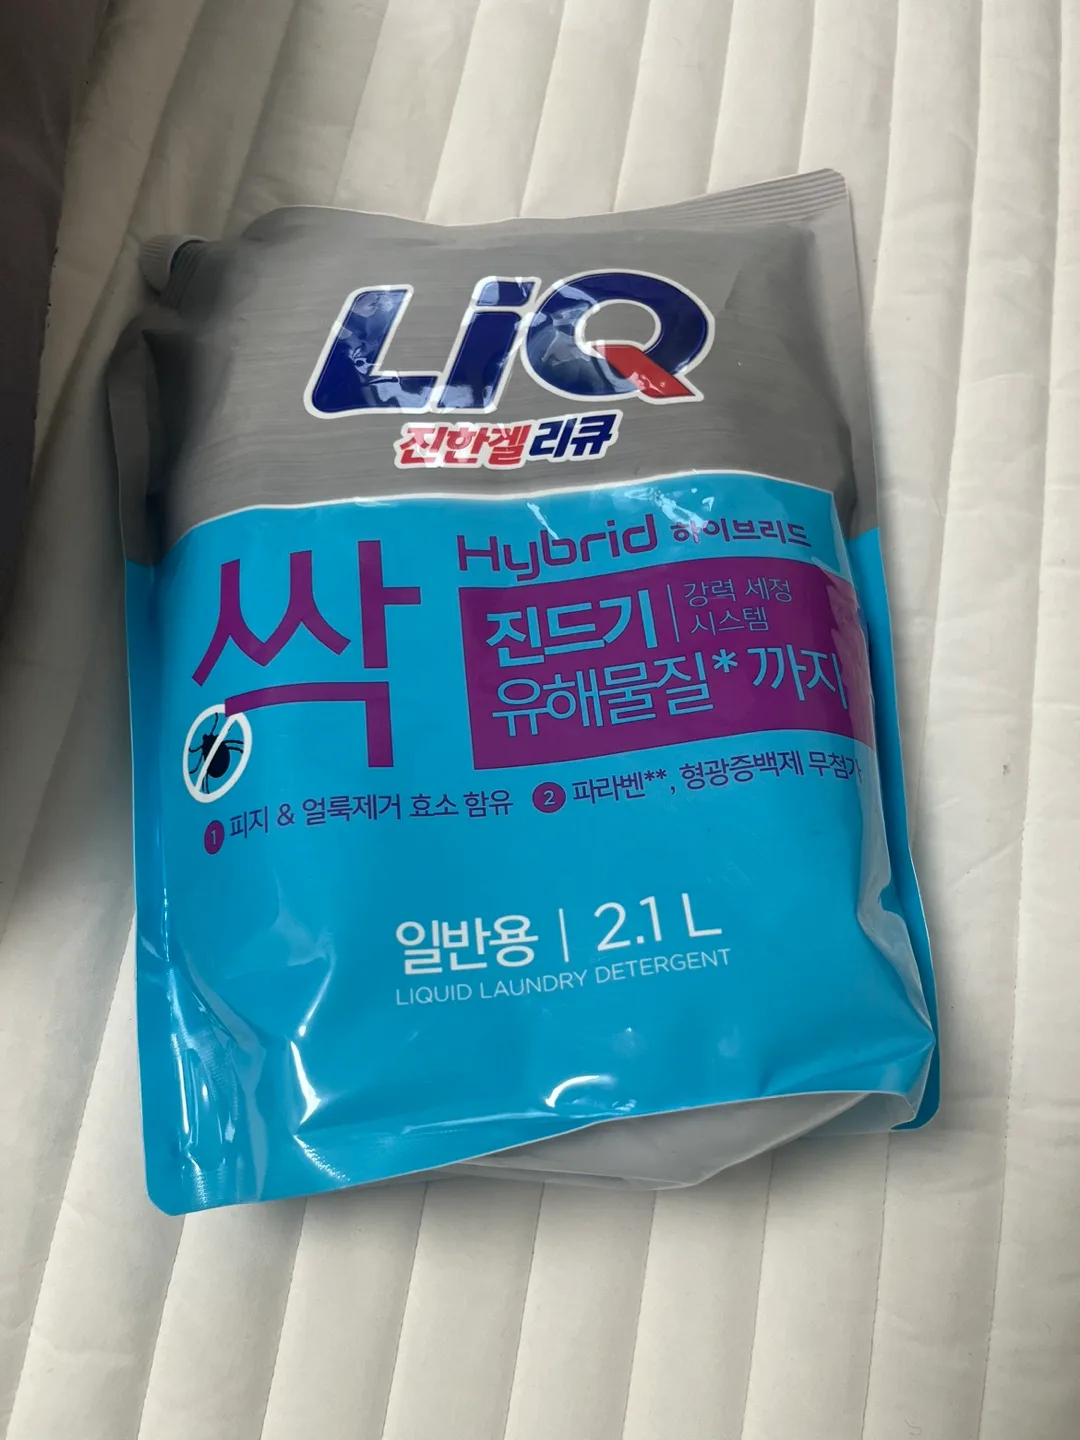 LiQ
진한겔 리큐
싹
Hybrid 하이브리드
진드기 | 강력 세정 시스템
유해물질* 까지
1 피지 & 얼룩제거 효소 함유 2 파라벤**, 형광증백제 무첨가
일반용 | 2.1 L
LIQUID LAUNDRY DETERGENT